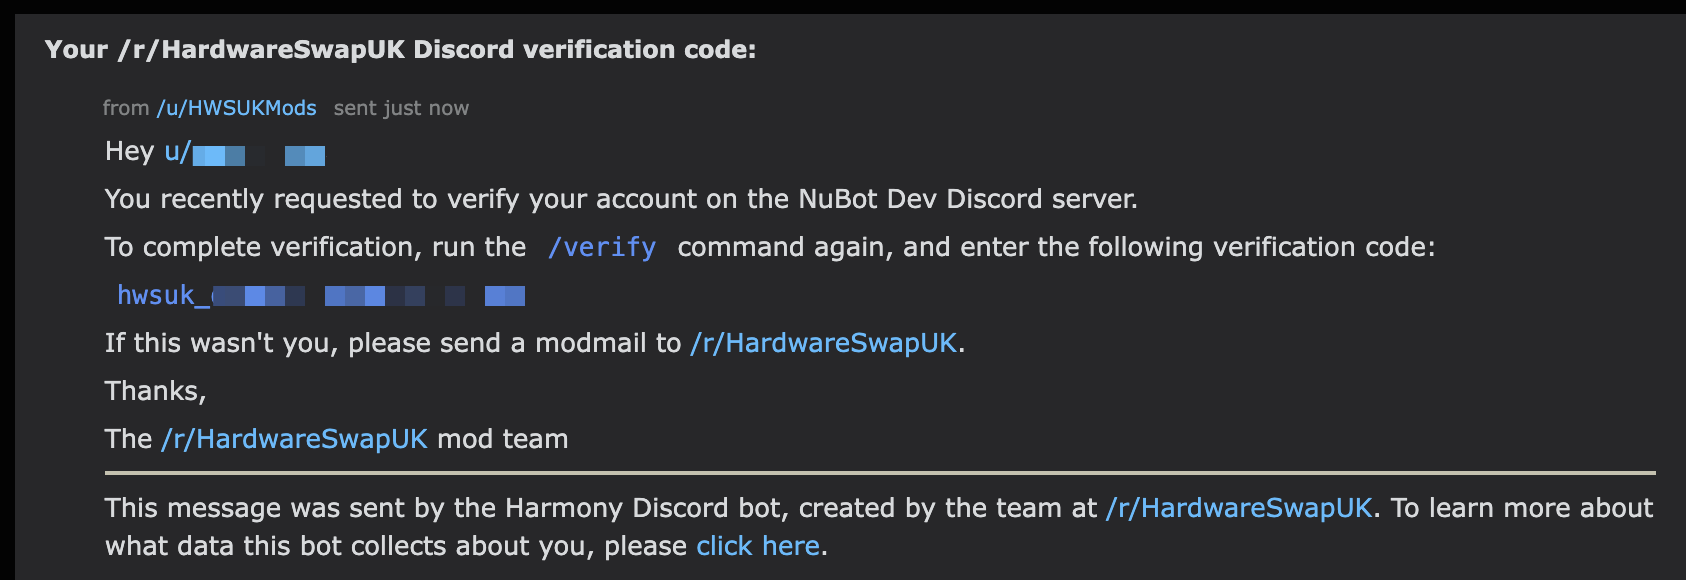 Your /r/HardwareSwapUK Discord verification code:
from /u/HWSUKMods sent just now
Hey u/
You recently requested to verify your account on the NuBot Dev Discord server.
To complete verification, run the /verify command again, and enter the following verification code:
hwsuk_
If this wasn't you, please send a modmail to /r/HardwareSwapUK.
Thanks,
The /r/HardwareSwapUK mod team
This message was sent by the Harmony Discord bot, created by the team at /r/HardwareSwapUK. To learn more about
what data this bot collects about you, please click here.